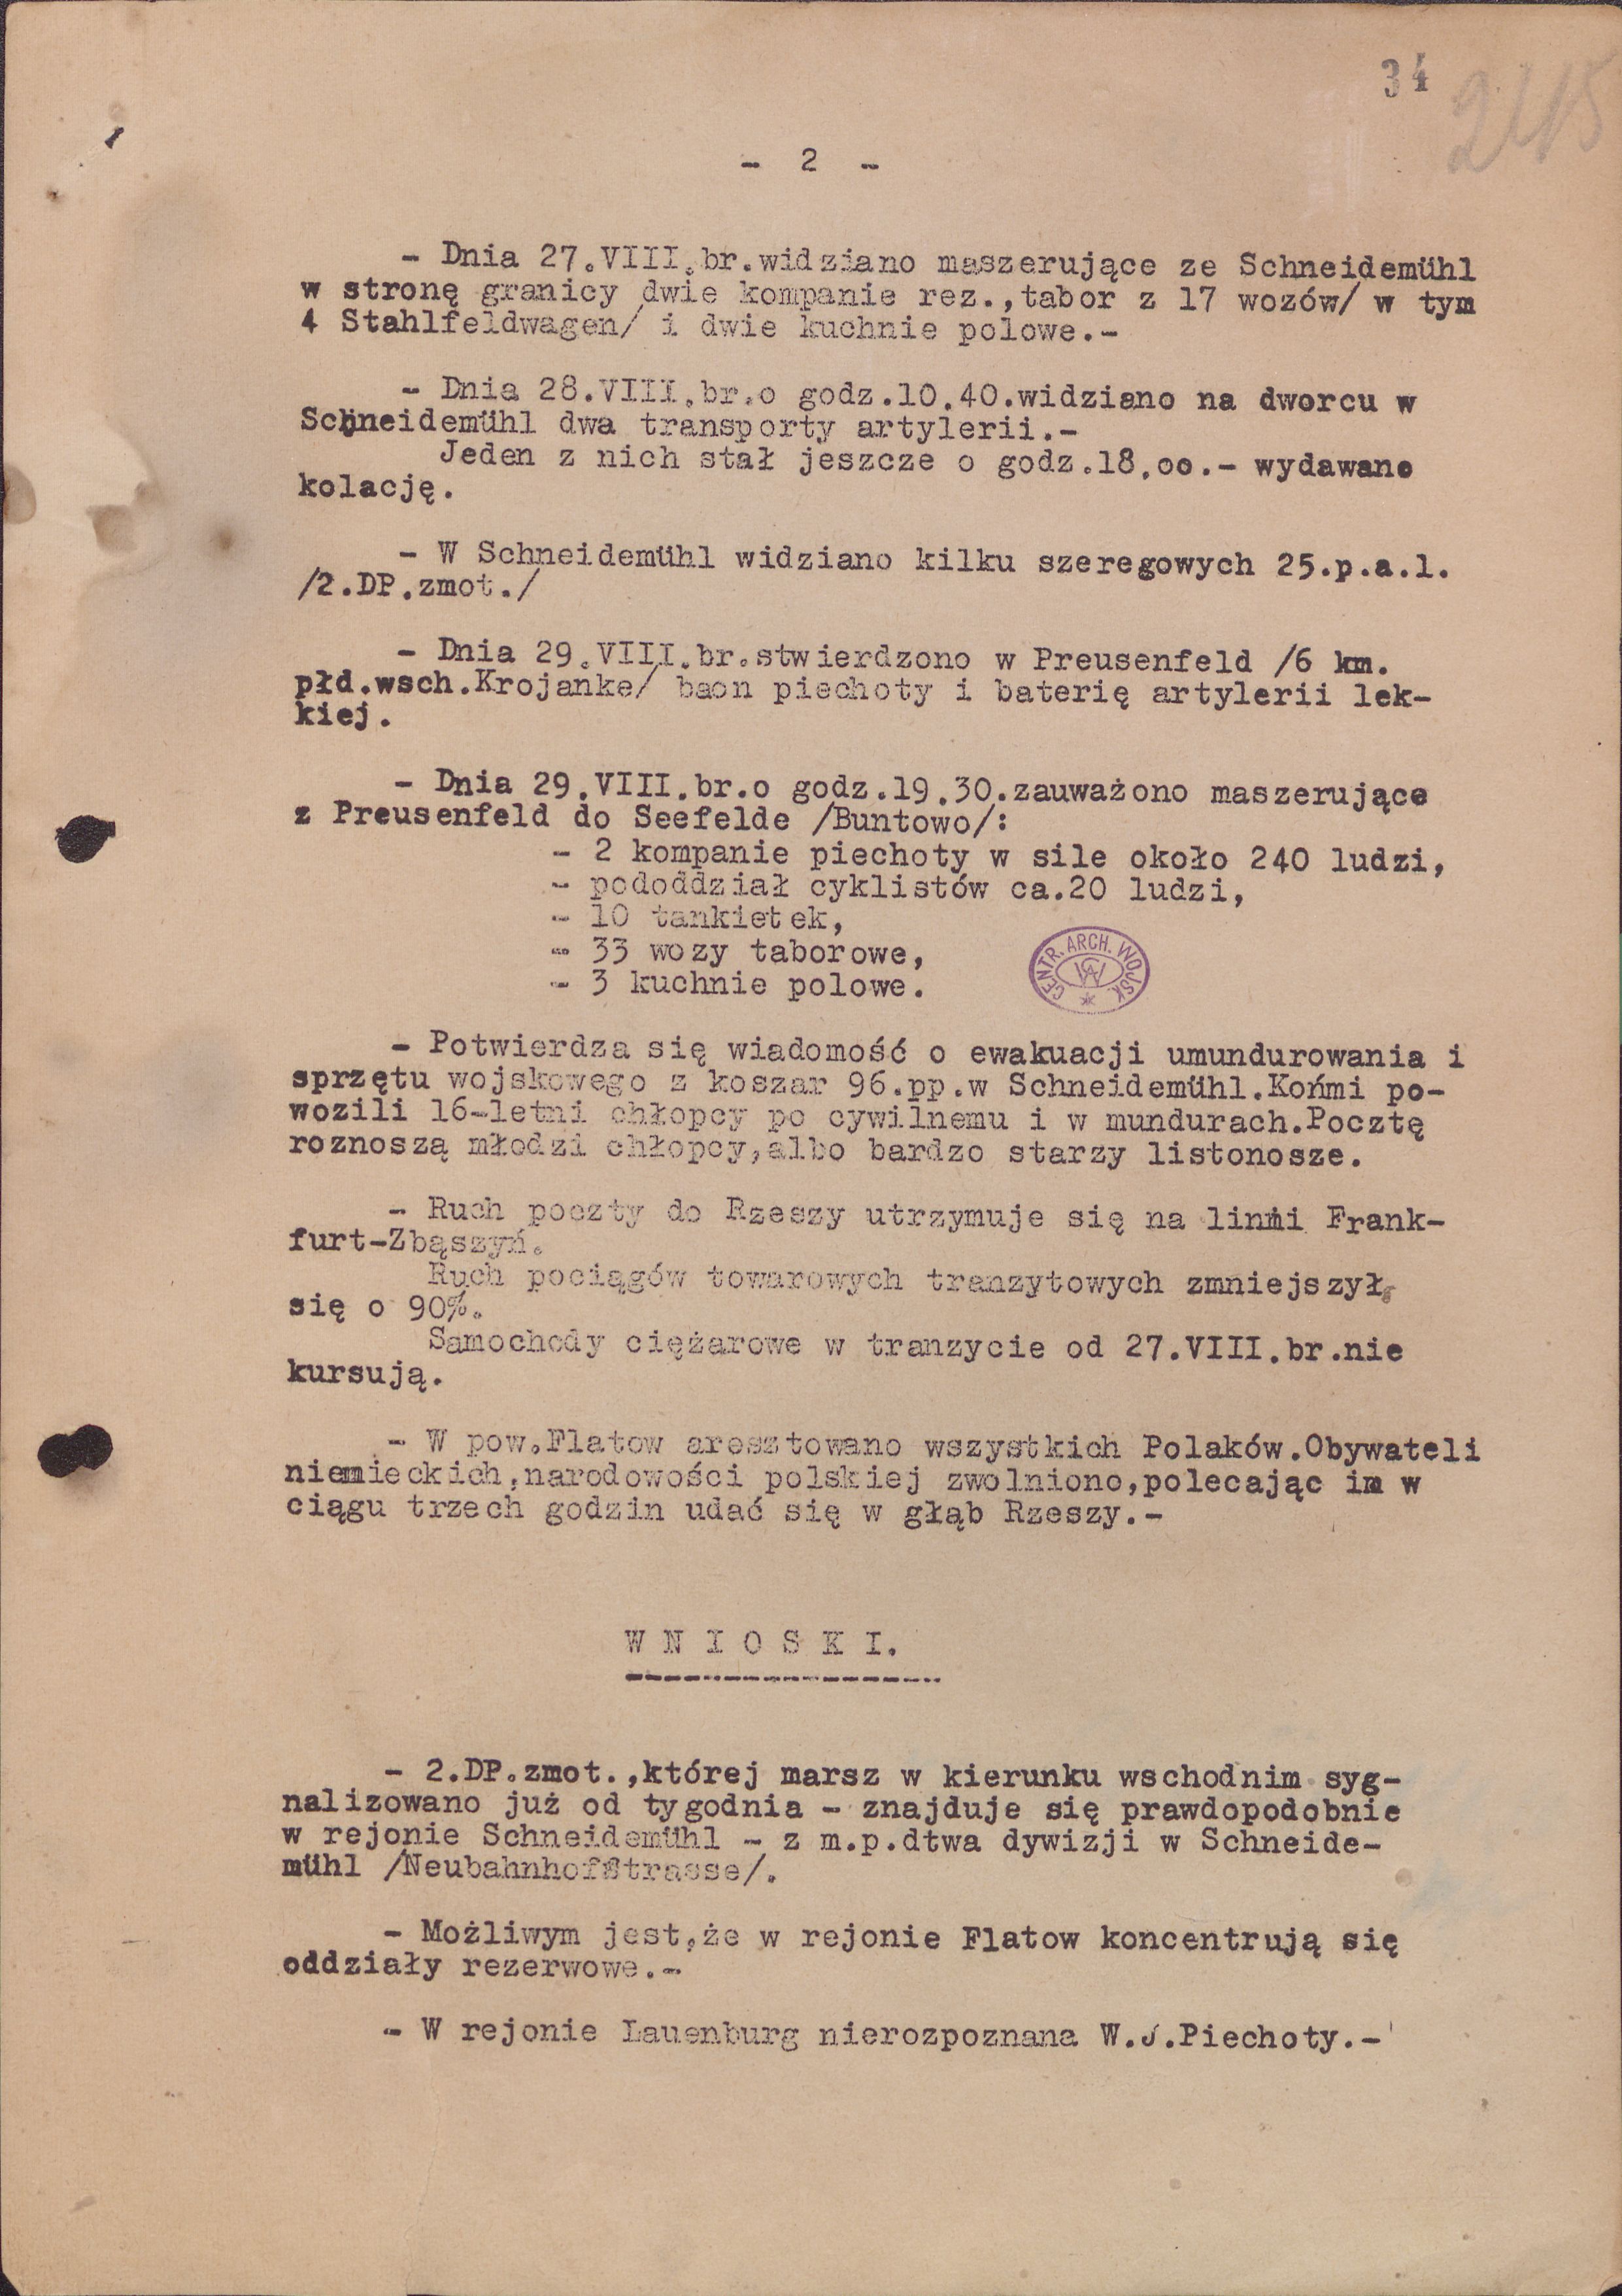 34
2415
- 2 -
- Dnia 27.VIII.br.widziano maszerujące ze Schneidemühl
w stronę granicy dwie kompanie rez.,tabor z 17 wozów/ w tym
4 Stahlfeldwagen/ i dwie kuchnie polowe.-
- Dnia 28.VIII.br.o godz.10.40.widziano na dworcu w
Schneidemühl dwa transporty artylerii.-
Jeden z nich stał jeszcze o godz.18.oo.- wydawano
kolację.
- W Schneidemühl widziano kilku szeregowych 25.p.a.l.
/2.DP.zmot./
- Dnia 29.VIII.br.stwierdzono w Preusenfeld /6 km.
płd.wsch.Krojanke/ baon piechoty i baterię artylerii lek-
kiej.
- Dnia 29.VIII.br.o godz.19.30.zauważono maszerujące
z Preusenfeld do Seefelde /Buntowo/:
- 2 kompanie piechoty w sile około 240 ludzi,
- pododdział cyklistów ca.20 ludzi,
- 10 tankietek,
- 33 wozy taborowe,
- 3 kuchnie polowe.
CENTR. ARCH. WOJSK.
CAW
- Potwierdza się wiadomość o ewakuacji umundurowania i
sprzętu wojskowego z koszar 96.pp.w Schneidemühl.Końmi po-
wozili 16-letni chłopcy po cywilnemu i w mundurach.Pocztę
roznoszą młodzi chłopcy,albo bardzo starzy listonosze.
- Ruch poczty do Rzeszy utrzymuje się na linii Frank-
furt-Zbąszyń.
Ruch pociągów towarowych tranzytowych zmniejszył
się o 90%.
Samochody ciężarowe w tranzycie od 27.VIII.br.nie
kursują.
- W pow.Flatow aresztowano wszystkich Polaków.Obywateli
niemieckich,narodowości polskiej zwolniono,polecając im w
ciągu trzech godzin udać się w głąb Rzeszy.-
W N I O S K I.
- 2.DP.zmot.,której marsz w kierunku wschodnim syg-
nalizowano już od tygodnia - znajduje się prawdopodobnie
w rejonie Schneidemühl - z m.p.dtwa dywizji w Schneide-
mühl /Neubahnhofstrasse/.
- Możliwym jest,że w rejonie Flatow koncentrują się
oddziały rezerwowe.-
- W rejonie Lauenburg nierozpoznana W.J.Piechoty.-